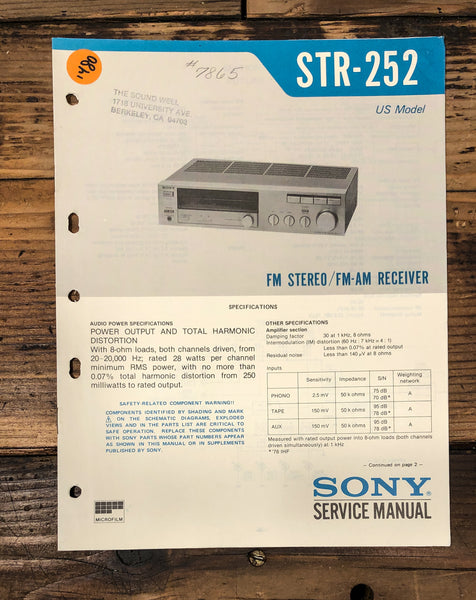 1480
#7865
STR-252
US Model
THE SOUND WELL
1718 UNIVERSITY AVE.
BERKELEY, CA 94703
SONY
FM STEREO/FM-AM RECEIVER
SPECIFICATIONS
AUDIO POWER SPECIFICATIONS
POWER OUTPUT AND TOTAL HARMONIC
DISTORTION
With 8-ohm loads, both channels driven, from
20-20,000 Hz; rated 28 watts per channel
minimum RMS power, with no more than
0.07% total harmonic distortion from 250
milliwatts to rated output.
SAFETY-RELATED COMPONENT WARNING!!
COMPONENTS IDENTIFIED BY SHADING AND MARK
⚠ ON THE SCHEMATIC DIAGRAMS, EXPLODED
VIEWS AND IN THE PARTS LIST ARE CRITICAL TO
SAFE OPERATION. REPLACE THESE COMPONENTS
WITH SONY PARTS WHOSE PART NUMBERS APPEAR
AS SHOWN IN THIS MANUAL OR IN SUPPLEMENTS
PUBLISHED BY SONY.
OTHER SPECIFICATIONS
Amplifier section
Damping factor 30 at 1 kHz, 8 ohms
Intermodulation (IM) distortion (60 Hz : 7 kHz = 4 : 1)
Less than 0.07% at rated output
Residual noise Less than 140 μV at 8 ohms
Inputs
Sensitivity Impedance S/N Weighting network
PHONO 2.5 mV 50 k ohms 75 dB 70 dB* A
TAPE 150 mV 50 k ohms 95 dB 78 dB* A
AUX 150 mV 50 k ohms
Measured with rated output power into 8-ohm loads (both channels
driven simultaneously) at 1 kHz
*'78 IHF
– Continued on page 2 –
MICROFILM
SONY®
SERVICE MANUAL